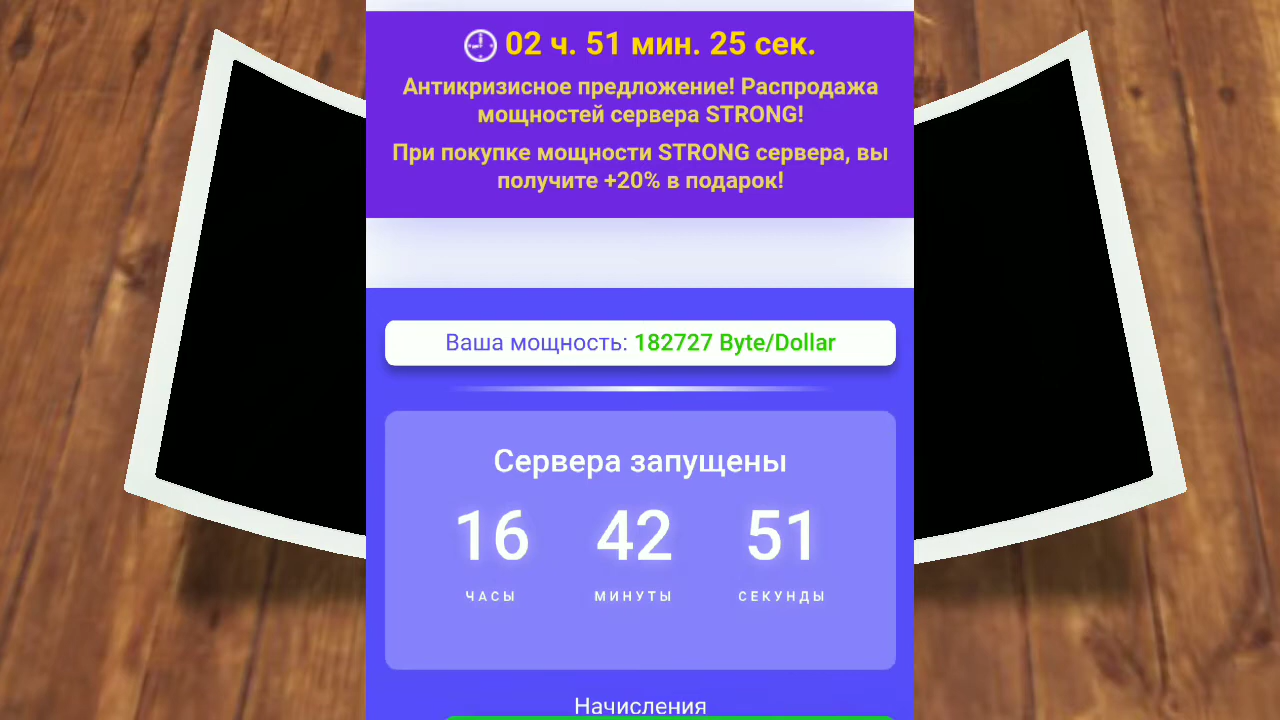 02 ч. 51 мин. 25 сек.
Антикризисное предложение! Распродажа
мощностей сервера STRONG!
При покупке мощности STRONG сервера, вы
получите +20% в подарок!
Ваша мощность: 182727 Byte/Dollar
Сервера запущены
16 42 51
ЧАСЫ МИНУТЫ СЕКУНДЫ
Начисления